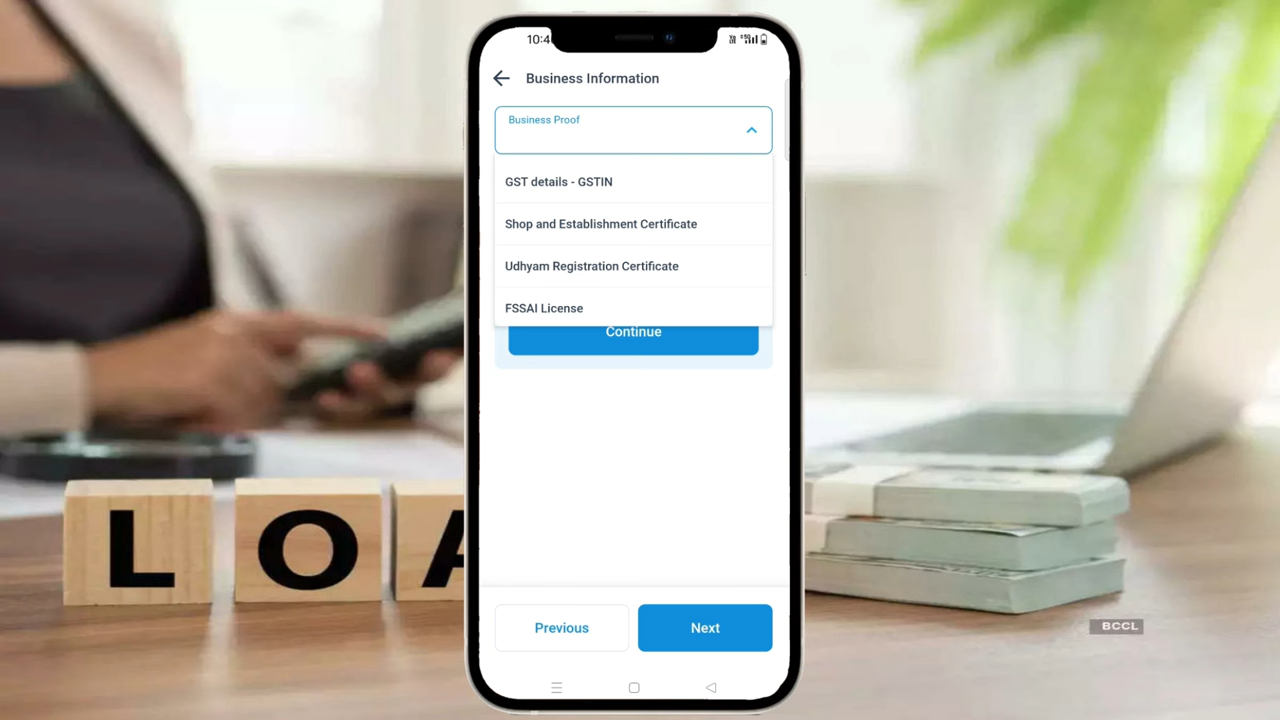 10:4
Business Information
Business Proof
GST details - GSTIN
Shop and Establishment Certificate
Udhyam Registration Certificate
FSSAI License
Continue
LOA
Previous
Next
BCCL